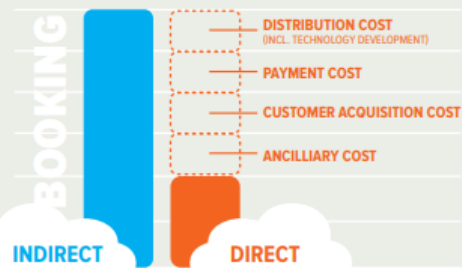 BOOKING
DISTRIBUTION COST
(INCL. TECHNOLOGY DEVELOPMENT)
PAYMENT COST
CUSTOMER ACQUISITION COST
ANCILLIARY COST
INDIRECT
DIRECT